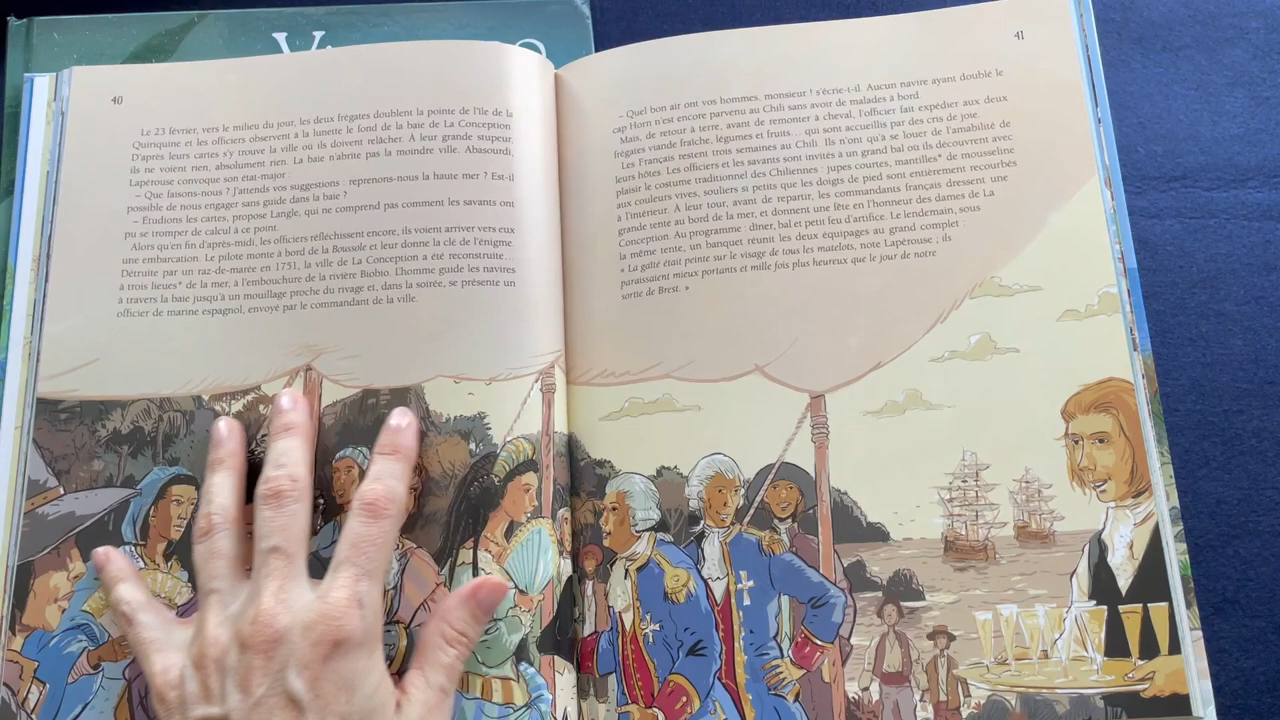 40
Le 23 février, vers le milieu du jour, les deux frégates doublent la pointe de l'île de la
Quiriquine et les officiers observent à la lunette le fond de la baie de La Conception.
D'après leurs cartes s'y trouve la ville où ils doivent relâcher. À leur grande stupeur,
ils ne voient rien, absolument rien. La baie n'abrite pas la moindre ville. Abasourdi,
Lapérouse convoque son état-major :
– Que faisons-nous ? J'attends vos suggestions : reprenons-nous la haute mer ? Est-il
possible de nous engager sans guide dans la baie ?
– Étudions les cartes, propose Langle, qui ne comprend pas comment les savants ont
pu se tromper de calcul à ce point.
Alors qu'en fin d'après-midi, les officiers réfléchissent encore, ils voient arriver vers eux
une embarcation. Le pilote monte à bord de la Boussole et leur donne la clé de l'énigme.
Détruite par un raz-de-marée en 1751, la ville de La Conception a été reconstruite...
à trois lieues* de la mer, à l'embouchure de la rivière Biobio. L'homme guide les navires
à travers la baie jusqu'à un mouillage proche du rivage et, dans la soirée, se présente un
officier de marine espagnol, envoyé par le commandant de la ville.
41
– Quel bon air ont vos hommes, monsieur ! s'écrie-t-il. Aucun navire ayant doublé le
cap Horn n'est encore parvenu au Chili sans avoir de malades à bord.
Mais, de retour à terre, avant de remonter à cheval, l'officier fait expédier aux deux
frégates viande fraîche, légumes et fruits... qui sont accueillis par des cris de joie.
Les Français restent trois semaines au Chili. Ils n'ont qu'à se louer de l'amabilité de
leurs hôtes. Les officiers et les savants sont invités à un grand bal où ils découvrent avec
plaisir le costume traditionnel des Chiliennes : jupes courtes, mantilles* de mousseline
aux couleurs vives, souliers si petits que les doigts de pied sont entièrement recourbés
à l'intérieur. À leur tour, avant de repartir, les commandants français dressent une
grande tente au bord de la mer, et donnent une fête en l'honneur des dames de La
Conception. Au programme : dîner, bal et petit feu d'artifice. Le lendemain, sous
la même tente, un banquet réunit les deux équipages au grand complet :
« La gaîté était peinte sur le visage de tous les matelots, note Lapérouse ; ils
paraissaient mieux portants et mille fois plus heureux que le jour de notre
sortie de Brest. »